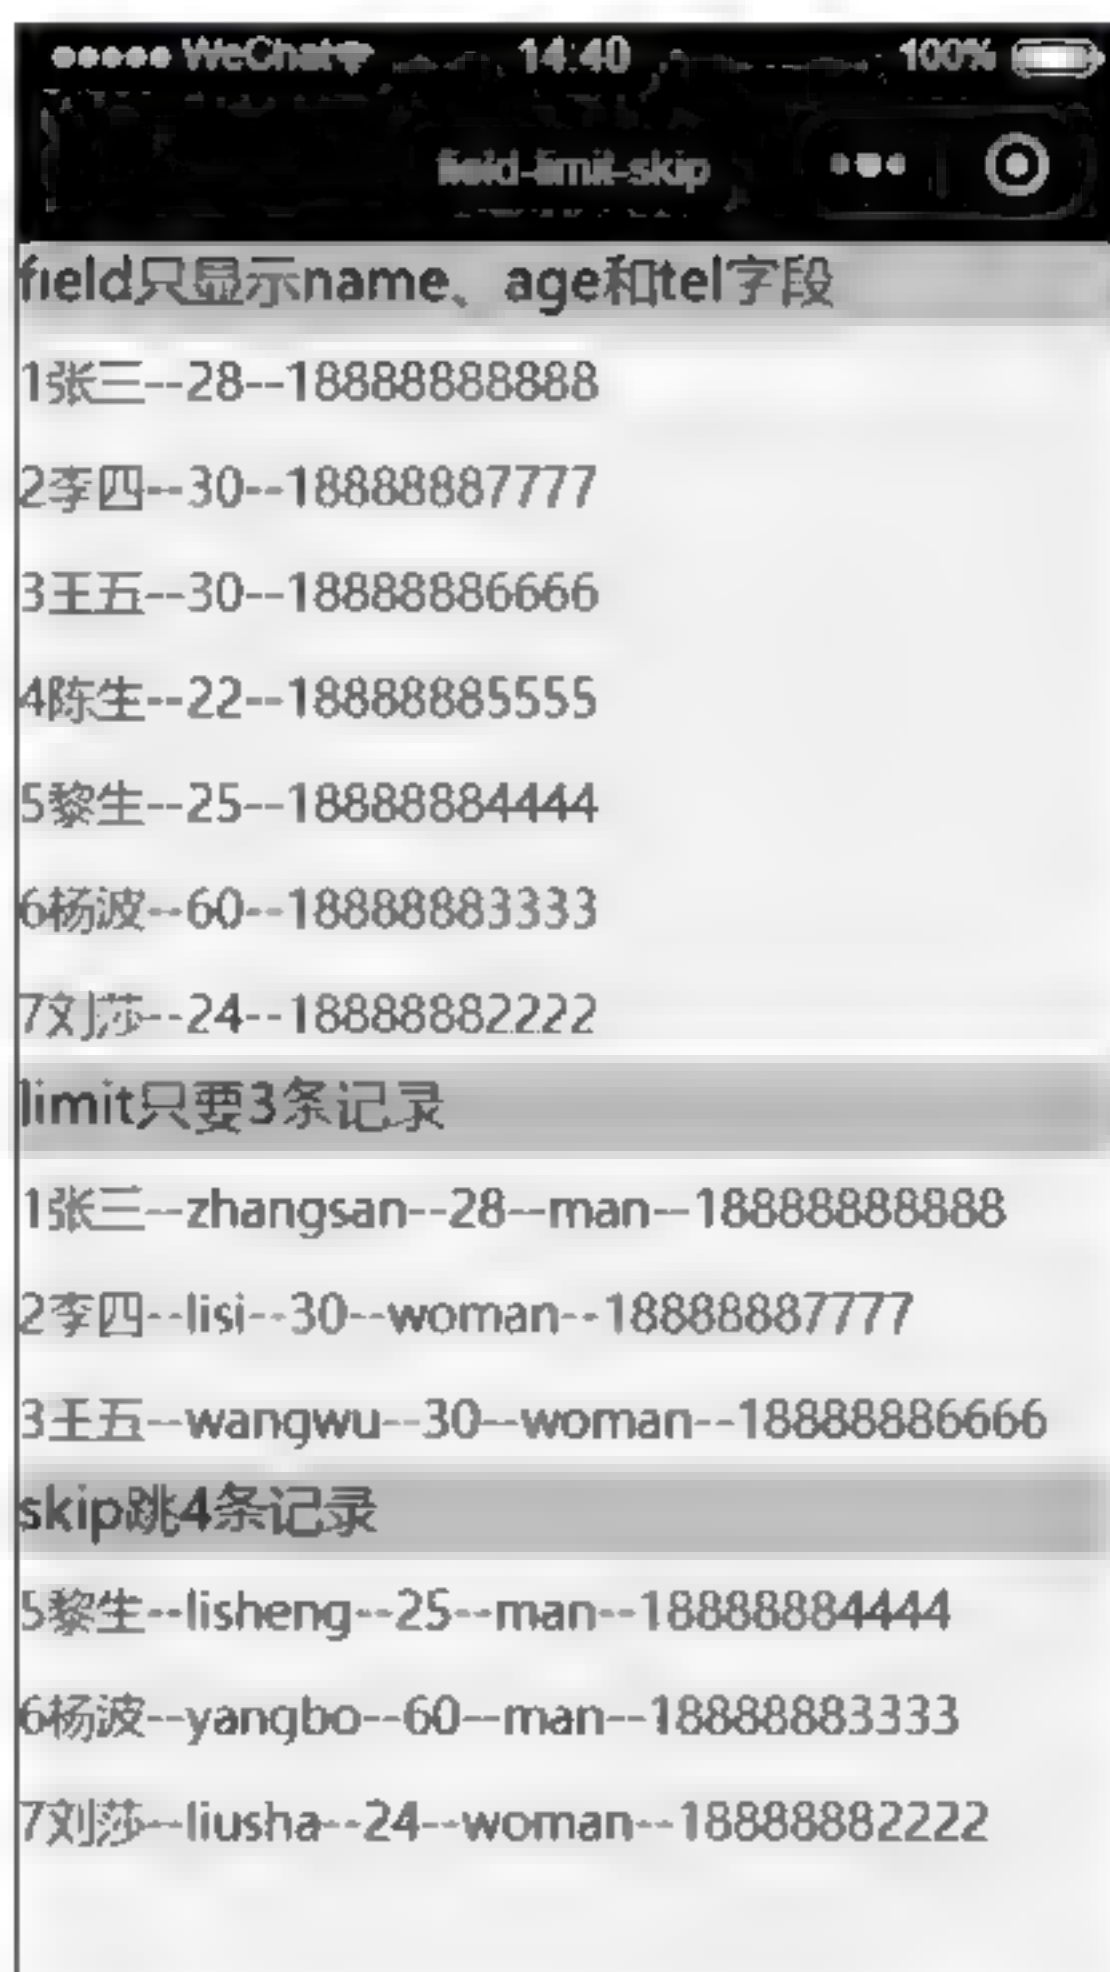 ●●●●● WeChat 14:40 100%
field-limit-skip
field只显示name、age和tel字段
1张三--28--18888888888
2李四--30--18888887777
3王五--30--18888886666
4陈生--22--18888885555
5黎生--25--18888884444
6杨波--60--18888883333
7刘莎--24--18888882222
limit只要3条记录
1张三--zhangsan--28--man--18888888888
2李四--lisi--30--woman--18888887777
3王五--wangwu--30--woman--18888886666
skip跳4条记录
5黎生--lisheng--25--man--18888884444
6杨波--yangbo--60--man--18888883333
7刘莎--liusha--24--woman--18888882222